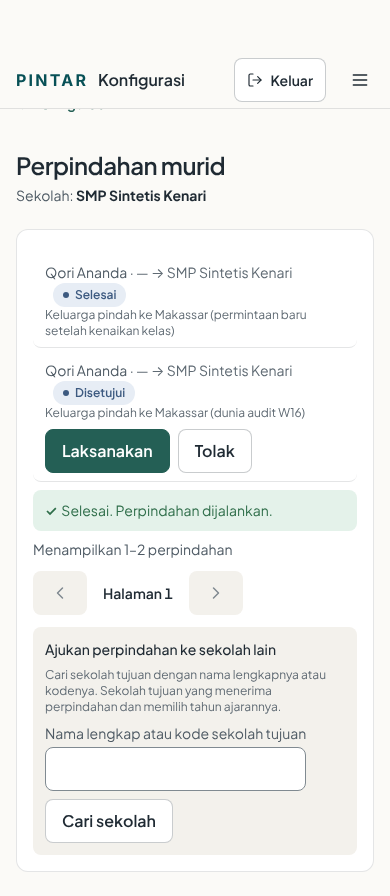 PINTAR Konfigurasi
Keluar
Perpindahan murid
Sekolah: SMP Sintetis Kenari
Qori Ananda · — → SMP Sintetis Kenari
Selesai
Keluarga pindah ke Makassar (permintaan baru
setelah kenaikan kelas)
Qori Ananda · — → SMP Sintetis Kenari
Disetujui
Keluarga pindah ke Makassar (dunia audit W16)
Laksanakan
Tolak
✓ Selesai. Perpindahan dijalankan.
Menampilkan 1–2 perpindahan
Halaman 1
Ajukan perpindahan ke sekolah lain
Cari sekolah tujuan dengan nama lengkapnya atau
kodenya. Sekolah tujuan yang menerima
perpindahan dan memilih tahun ajarannya.
Nama lengkap atau kode sekolah tujuan
Cari sekolah